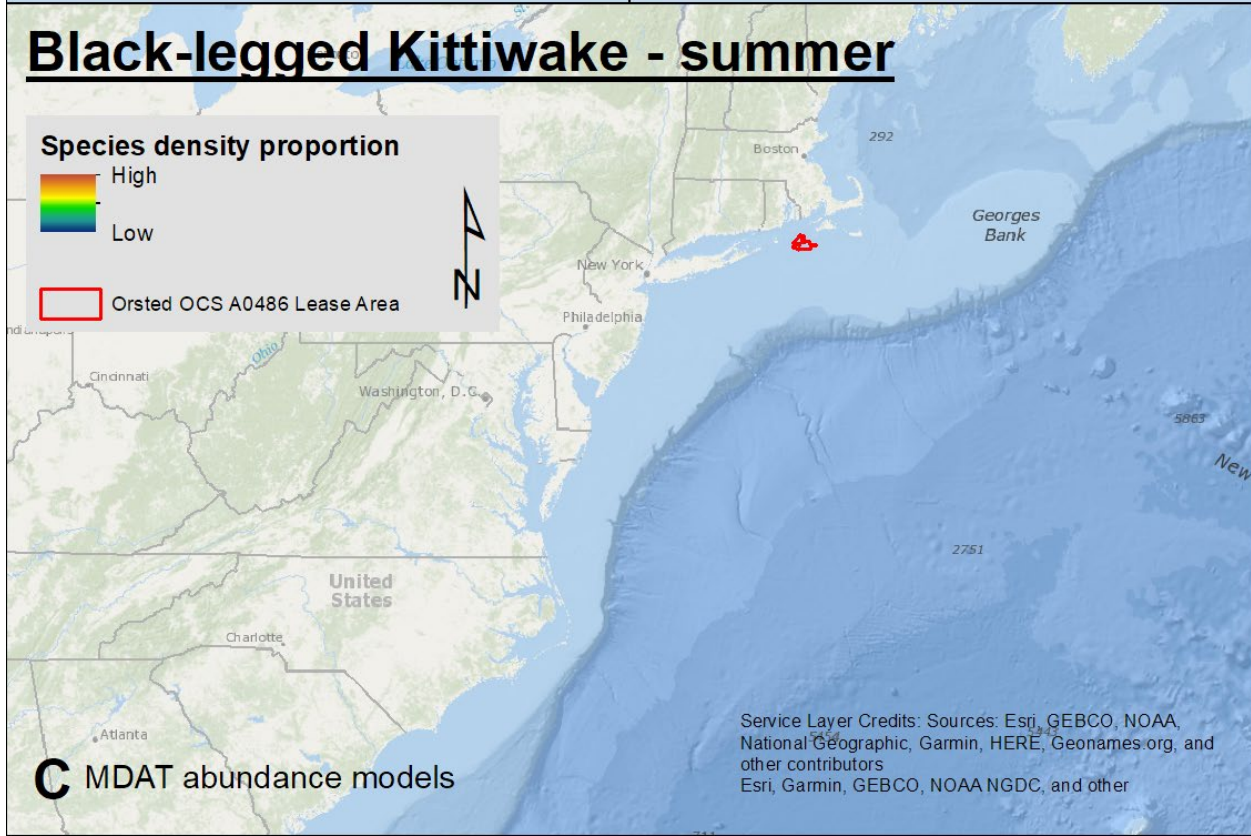 Black-legged Kittiwake - summer
Species density proportion
High
Low
N
Orsted OCS A0486 Lease Area
Boston
292
Georges
Bank
New York
Philadelphia
Ohio
Cincinnati
Washington, D.C.
5863
New
2751
United
States
Charlotte
Atlanta
C MDAT abundance models
Service Layer Credits: Sources: Esri, GEBCO, NOAA,
National Geographic, Garmin, HERE, Geonames.org, and
other contributors
Esri, Garmin, GEBCO, NOAA NGDC, and other